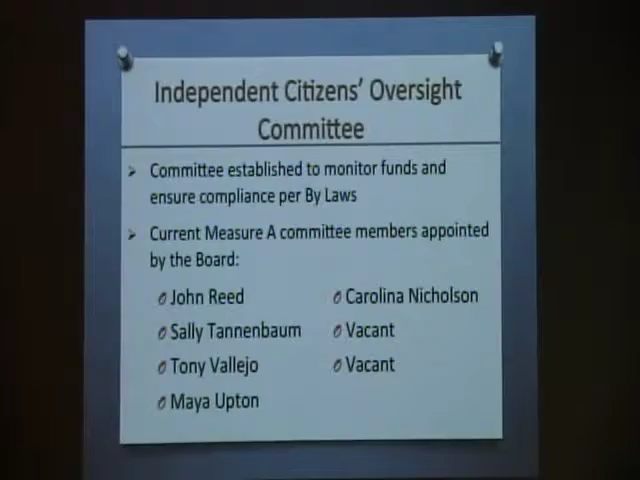 Independent Citizens' Oversight
Committee
Committee established to monitor funds and
ensure compliance per By Laws
Current Measure A committee members appointed
by the Board:
John Reed
Sally Tannenbaum
Tony Vallejo
Maya Upton
Carolina Nicholson
Vacant
Vacant